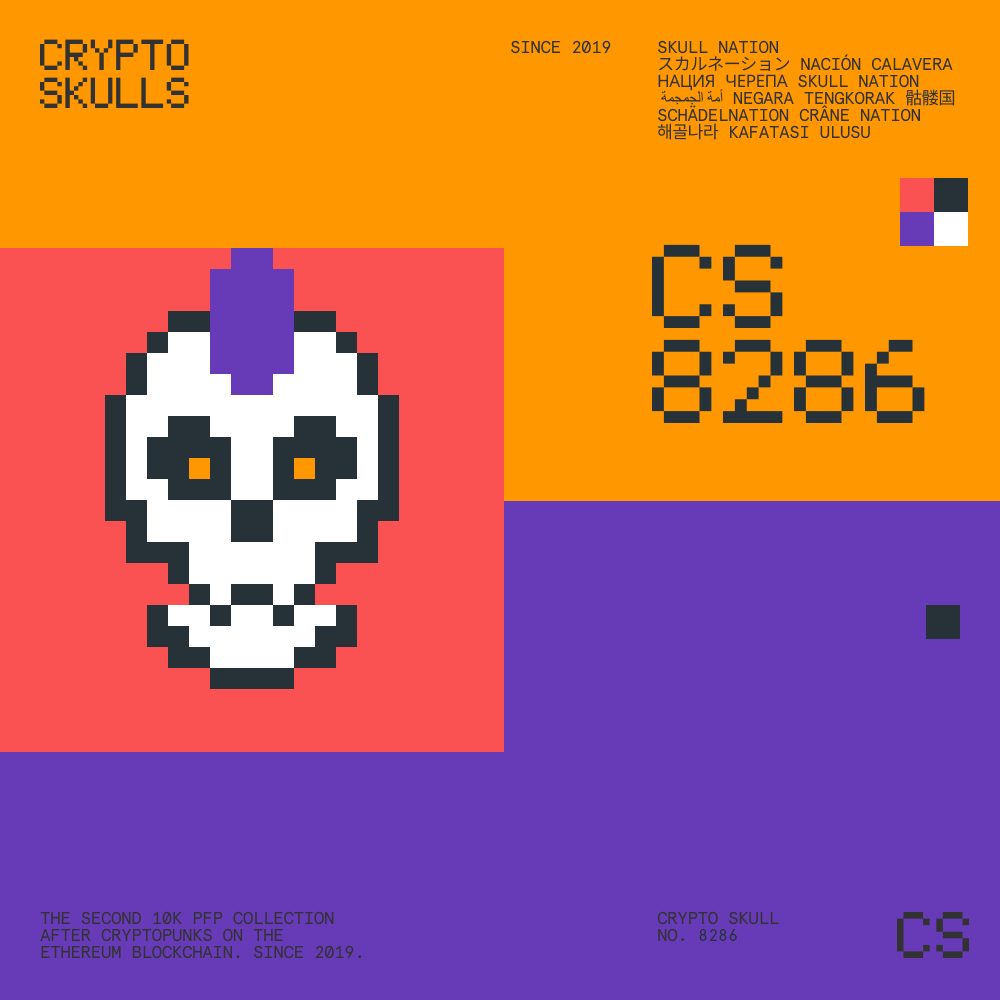 CRYPTO
SKULLS
SINCE 2019
SKULL NATION
スカルネーション NACIÓN CALAVERA
НАЦИЯ ЧЕРЕПА SKULL NATION
أمة الجمجمة NEGARA TENGKORAK 骷髅国
SCHÄDELNATION CRÂNE NATION
해골나라 KAFATASI ULUSU
CS
8286
THE SECOND 10K PFP COLLECTION
AFTER CRYPTOPUNKS ON THE
ETHEREUM BLOCKCHAIN. SINCE 2019.
CRYPTO SKULL
NO. 8286
CS